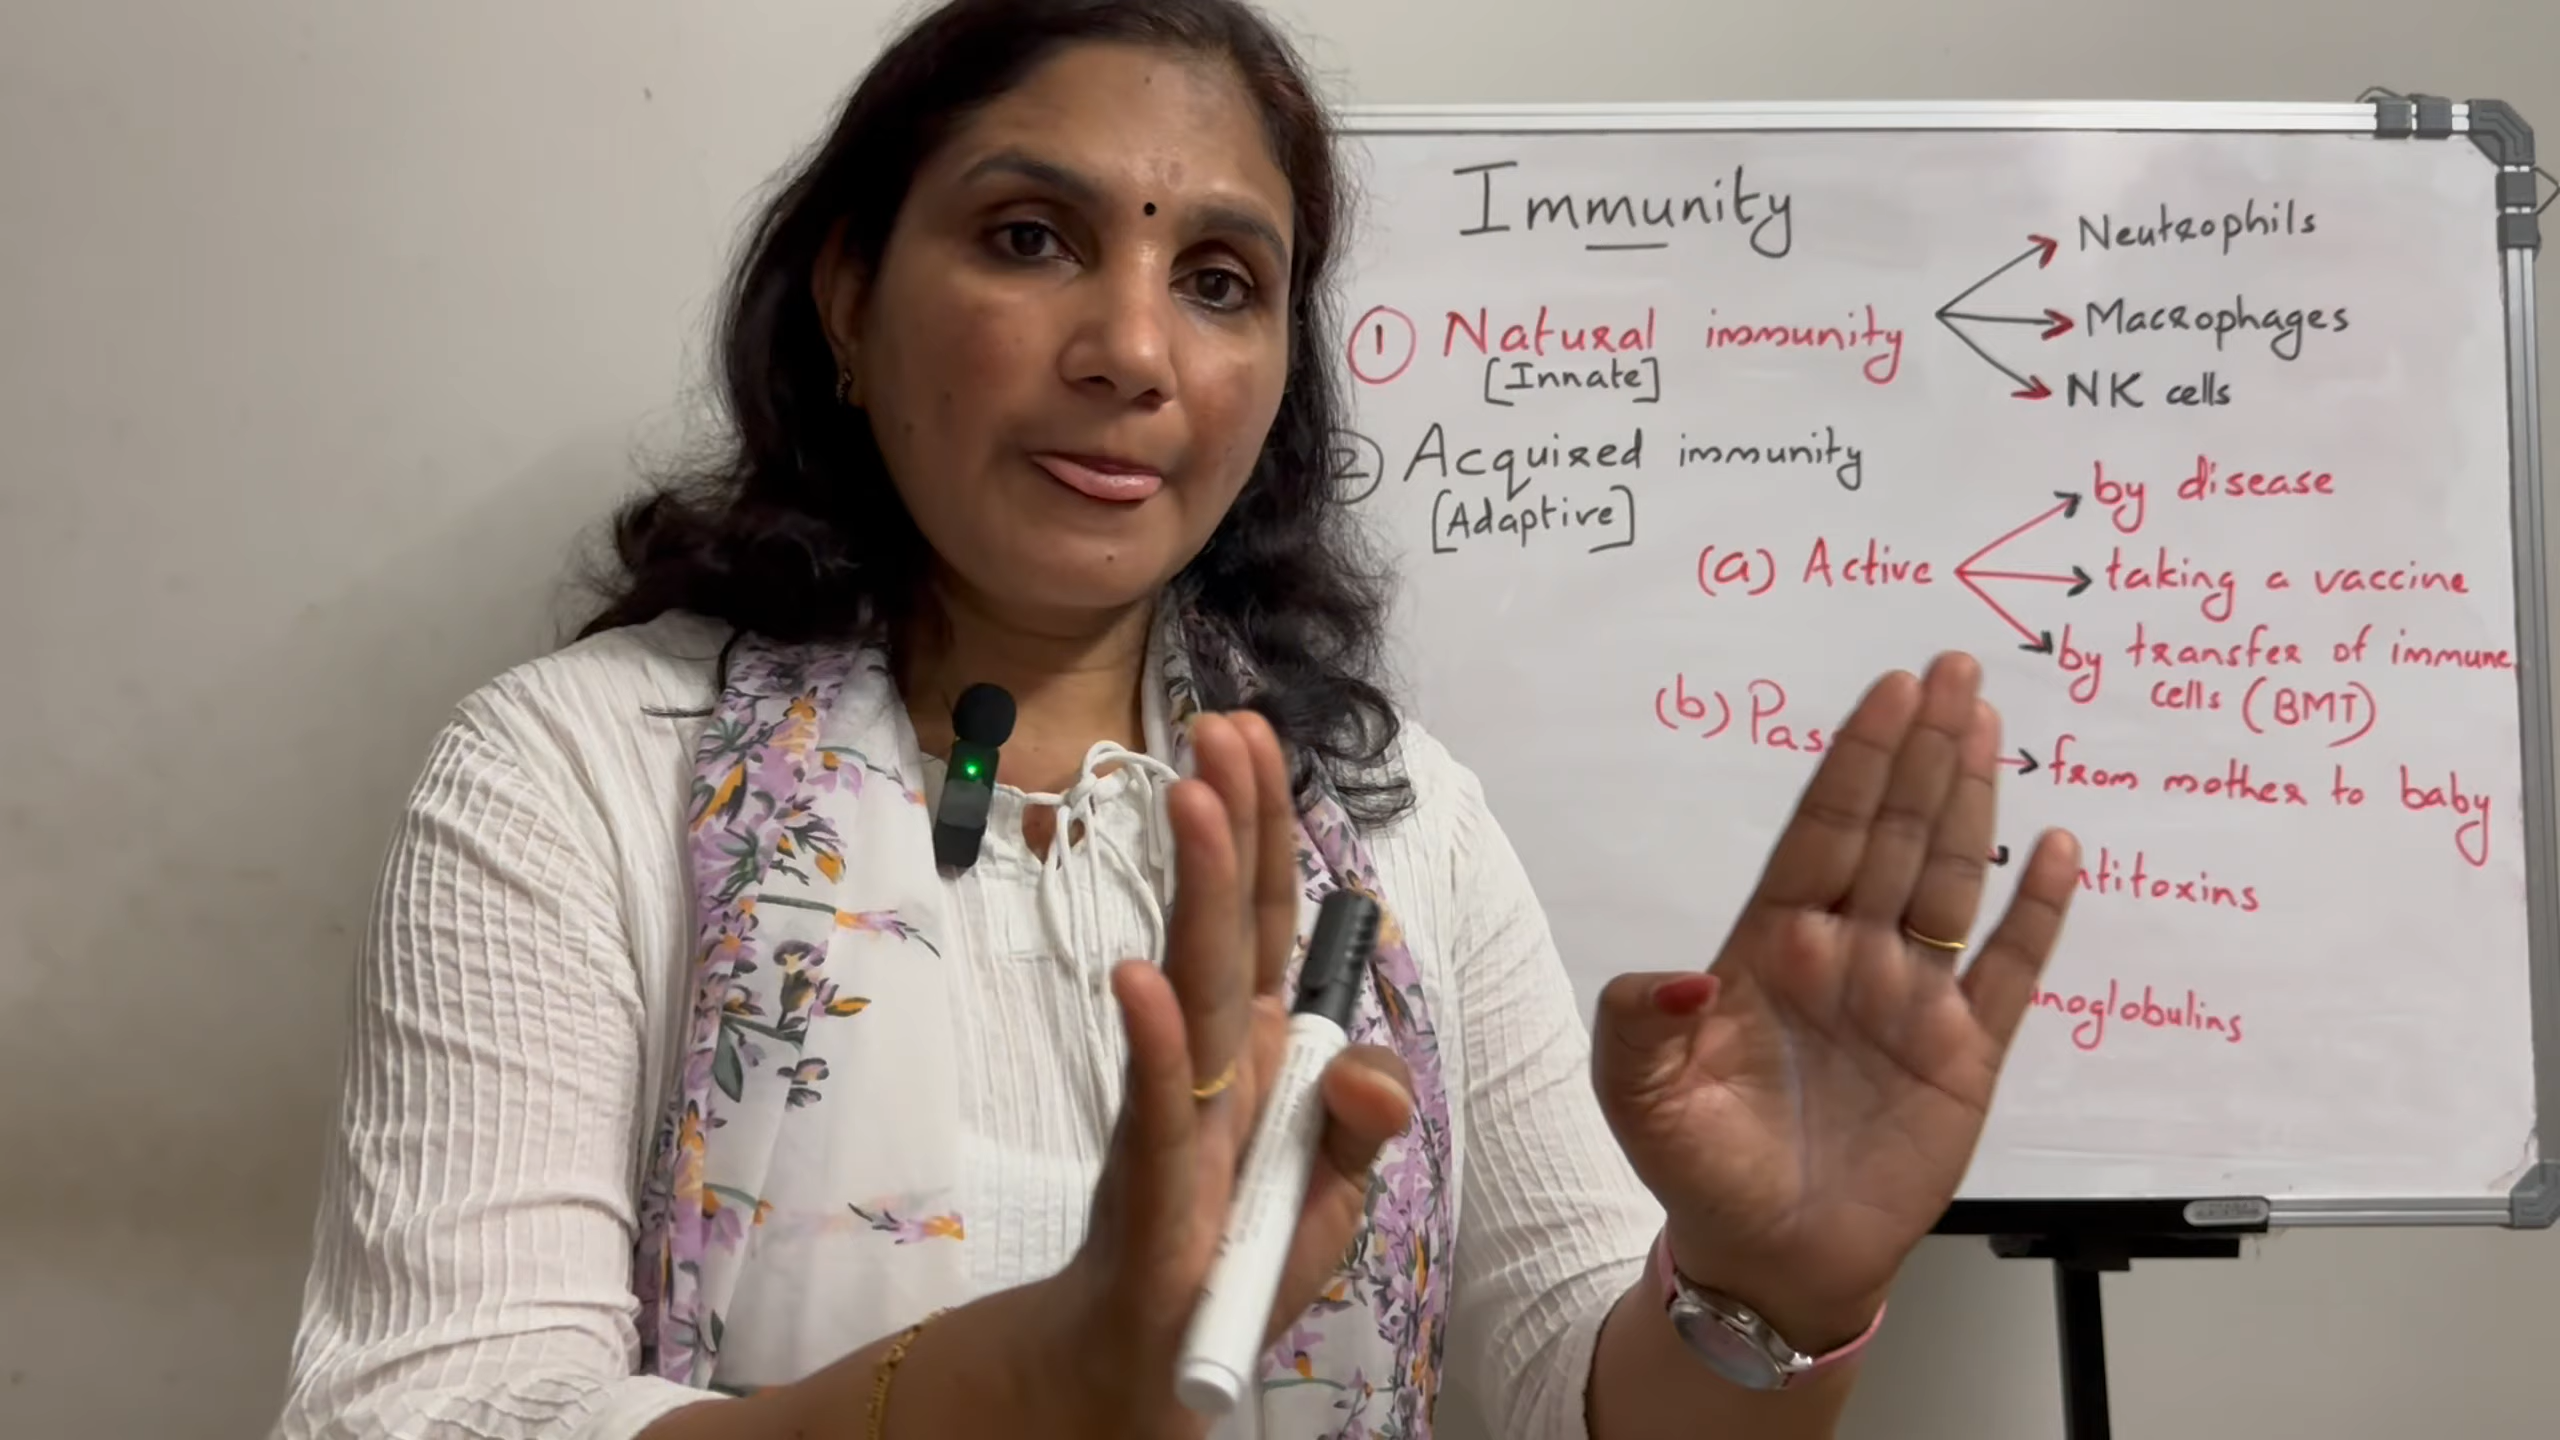 Immunity
① Natural immunity
[Innate]
Neutrophils
Macrophages
NK cells
② Acquired immunity
[Adaptive]
(a) Active
by disease
taking a vaccine
by transfer of immune
cells (BMT)
(b) Pas
from mother to baby
ntitoxins
noglobulins